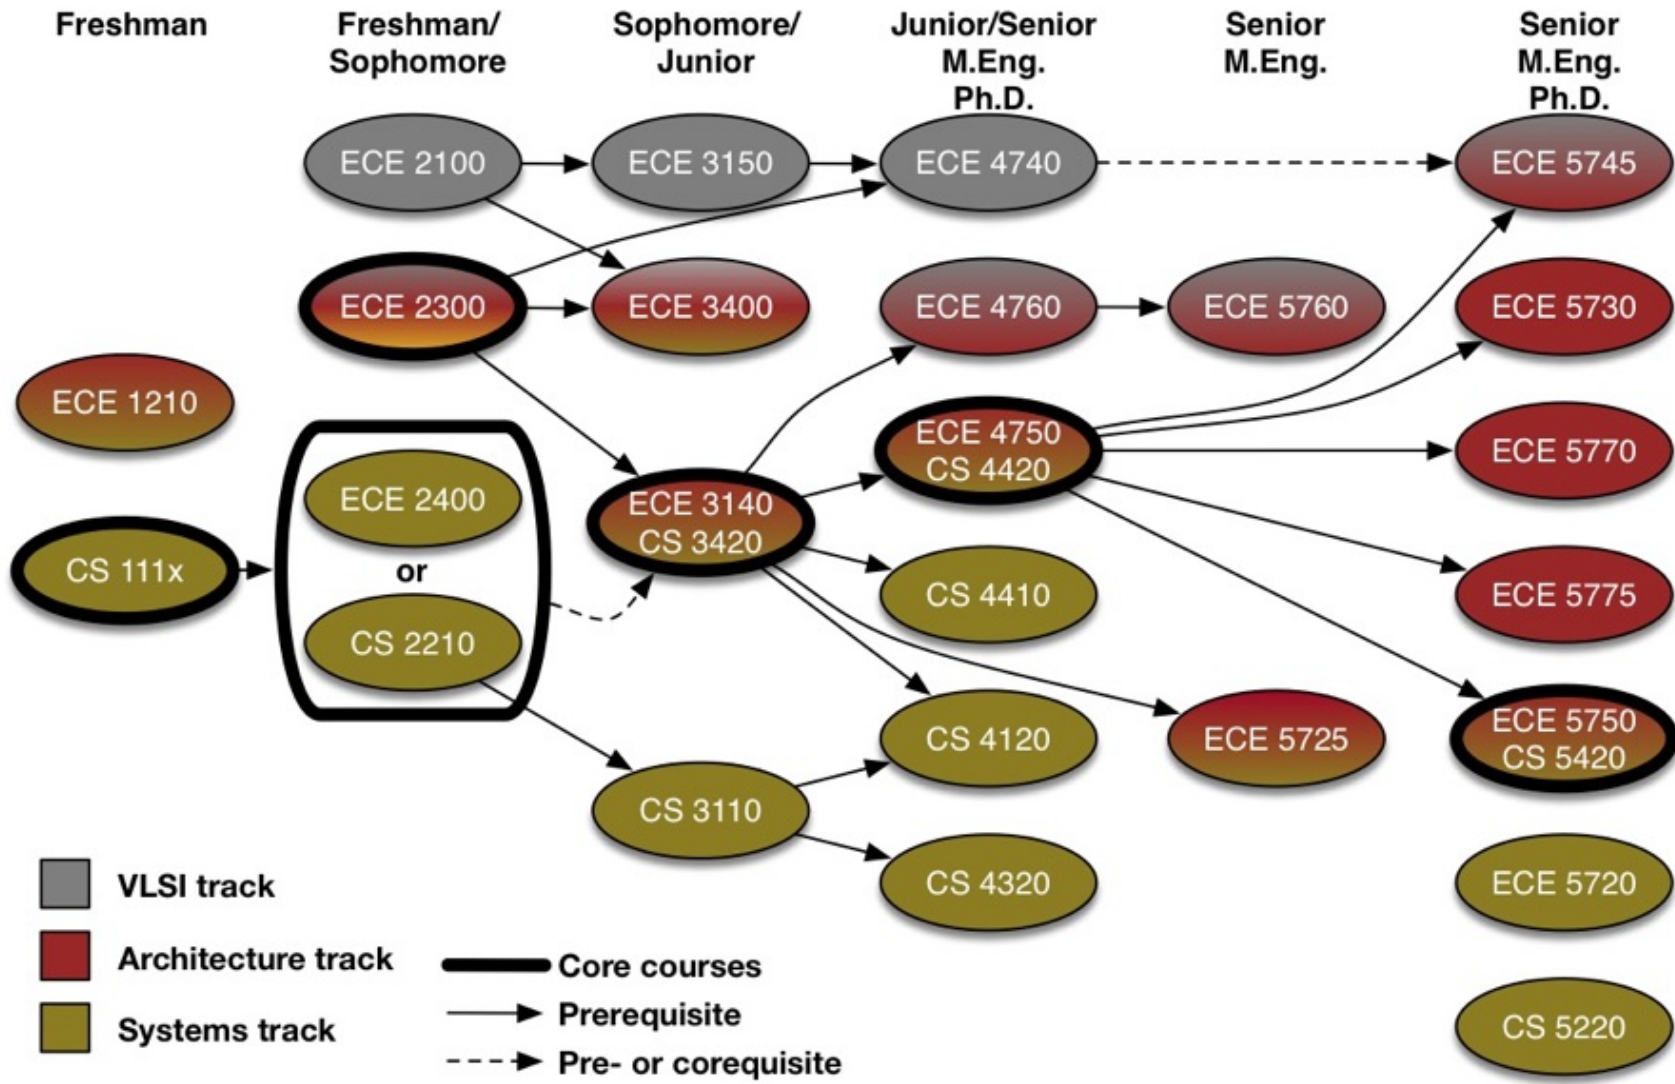 Freshman
Freshman/
Sophomore
Sophomore/
Junior
Junior/Senior
M.Eng.
Ph.D.
Senior
M.Eng.
Senior
M.Eng.
Ph.D.
ECE 2100
ECE 3150
ECE 4740
ECE 5745
ECE 2300
ECE 3400
ECE 4760
ECE 5760
ECE 5730
ECE 1210
ECE 4750
CS 4420
ECE 5770
ECE 2400
or
CS 2210
ECE 3140
CS 3420
CS 111x
CS 4410
ECE 5775
CS 4120
ECE 5725
ECE 5750
CS 5420
CS 3110
CS 4320
ECE 5720
CS 5220
VLSI track
Architecture track
Systems track
Core courses
Prerequisite
Pre- or corequisite